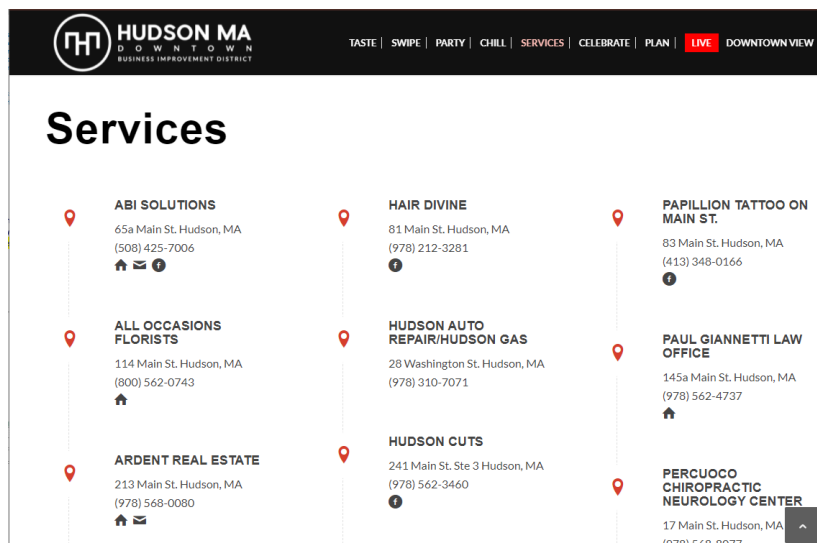 HUDSON MA
DOWNTOWN
BUSINESS IMPROVEMENT DISTRICT
TASTE | SWIPE | PARTY | CHILL | SERVICES | CELEBRATE | PLAN | LIVE DOWNTOWN VIEW
Services
ABI SOLUTIONS
65a Main St. Hudson, MA
(508) 425-7006
ALL OCCASIONS
FLORISTS
114 Main St. Hudson, MA
(800) 562-0743
ARDENT REAL ESTATE
213 Main St. Hudson, MA
(978) 568-0080
HAIR DIVINE
81 Main St. Hudson, MA
(978) 212-3281
HUDSON AUTO
REPAIR/HUDSON GAS
28 Washington St. Hudson, MA
(978) 310-7071
HUDSON CUTS
241 Main St. Ste 3 Hudson, MA
(978) 562-3460
PAPILLION TATTOO ON
MAIN ST.
83 Main St. Hudson, MA
(413) 348-0166
PAUL GIANNETTI LAW
OFFICE
145a Main St. Hudson, MA
(978) 562-4737
PERCUOCO
CHIROPRACTIC
NEUROLOGY CENTER
17 Main St. Hudson, MA